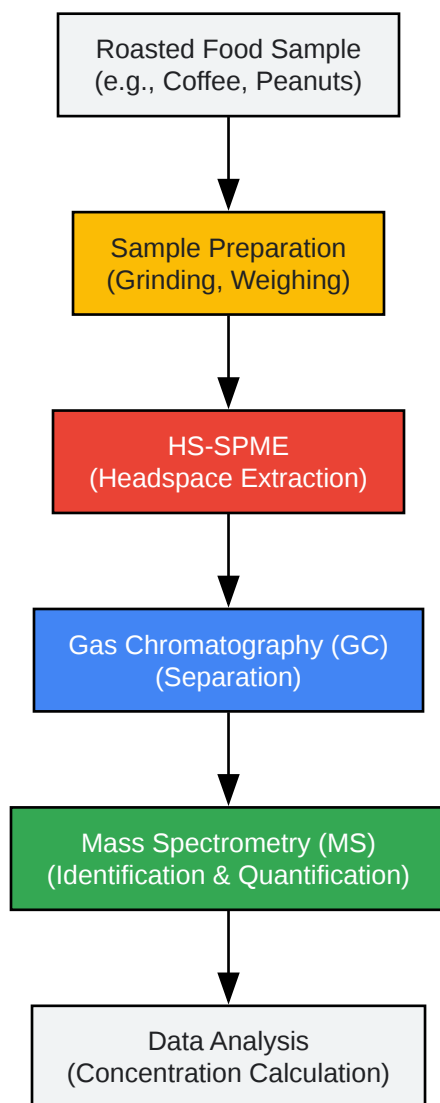 Roasted Food Sample
(e.g., Coffee, Peanuts)
Sample Preparation
(Grinding, Weighing)
HS-SPME
(Headspace Extraction)
Gas Chromatography (GC)
(Separation)
Mass Spectrometry (MS)
(Identification & Quantification)
Data Analysis
(Concentration Calculation)